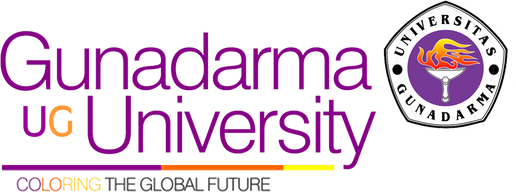 Gunadarma
UG University
COLORING THE GLOBAL FUTURE
UNIVERSITAS
GUNADARMA